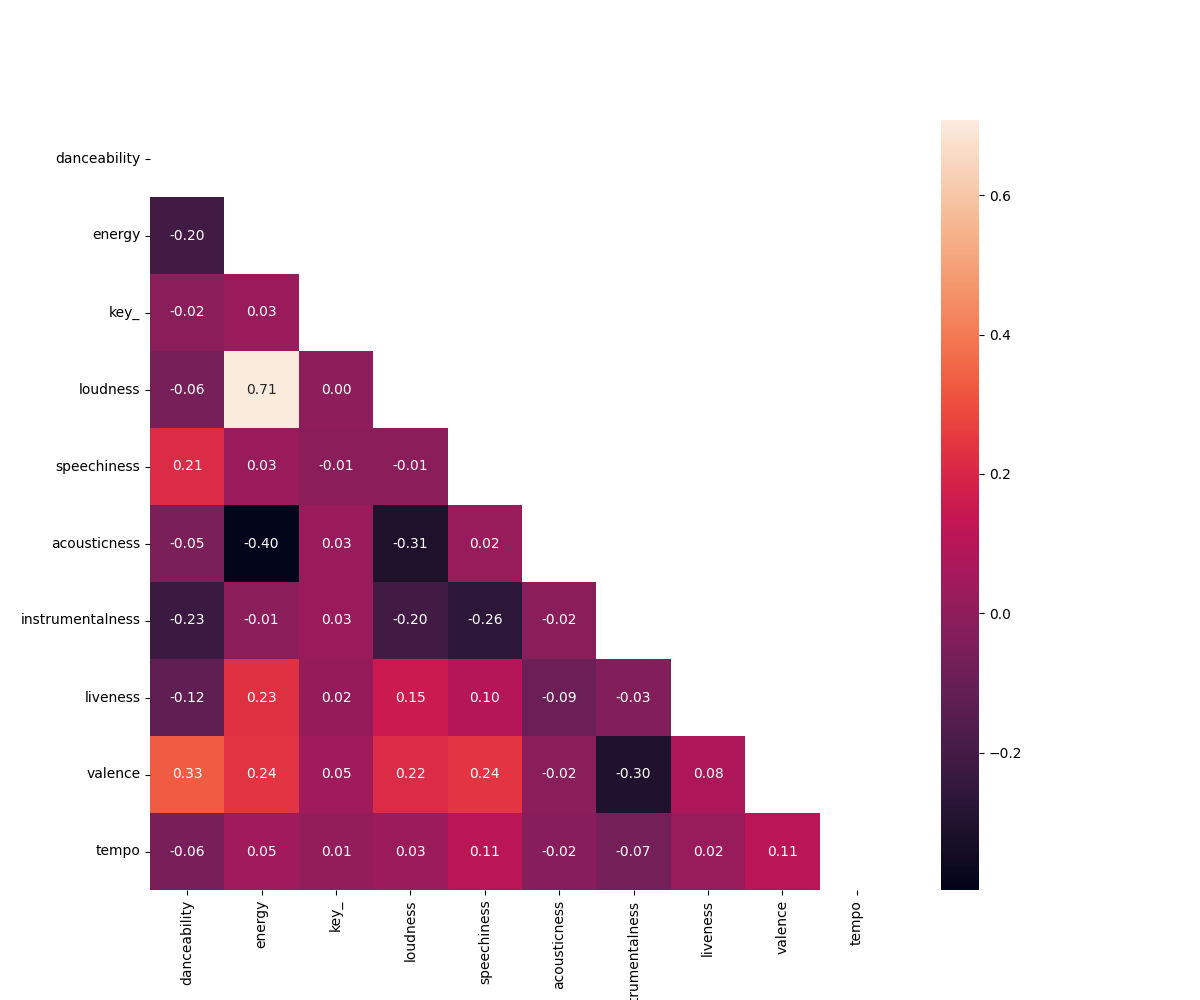 danceability
energy -0.20
key_ -0.02 0.03
loudness -0.06 0.71 0.00
speechiness 0.21 0.03 -0.01 -0.01
acousticness -0.05 -0.40 0.03 -0.31 0.02
instrumentalness -0.23 -0.01 0.03 -0.20 -0.26 -0.02
liveness -0.12 0.23 0.02 0.15 0.10 -0.09 -0.03
valence 0.33 0.24 0.05 0.22 0.24 -0.02 -0.30 0.08
tempo -0.06 0.05 0.01 0.03 0.11 -0.02 -0.07 0.02 0.11
danceability
energy
key_
loudness
speechiness
acousticness
trumentalness
liveness
valence
tempo
0.6
0.4
0.2
0.0
−0.2